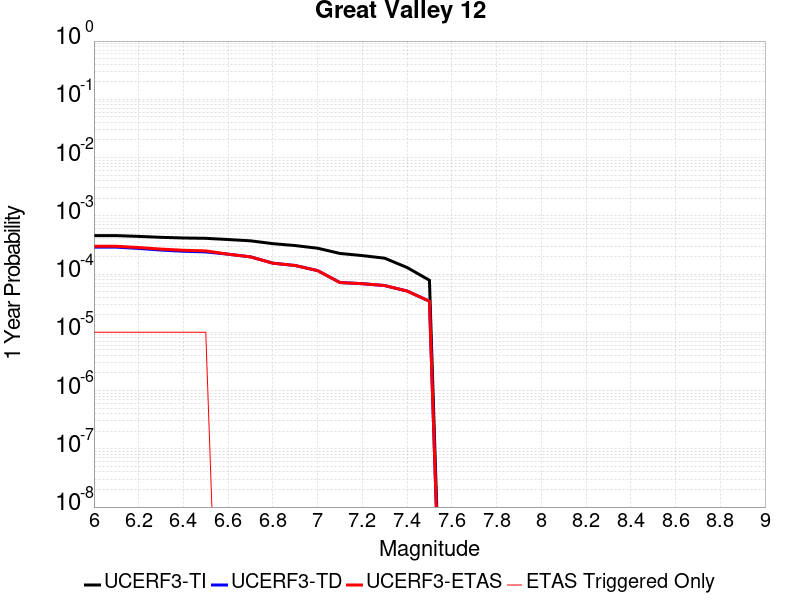 Great Valley 12
10^0
10^-1
10^-2
10^-3
10^-4
10^-5
10^-6
10^-7
10^-8
1 Year Probability
6 6.2 6.4 6.6 6.8 7 7.2 7.4 7.6 7.8 8 8.2 8.4 8.6 8.8 9
Magnitude
UCERF3-TI UCERF3-TD UCERF3-ETAS ETAS Triggered Only